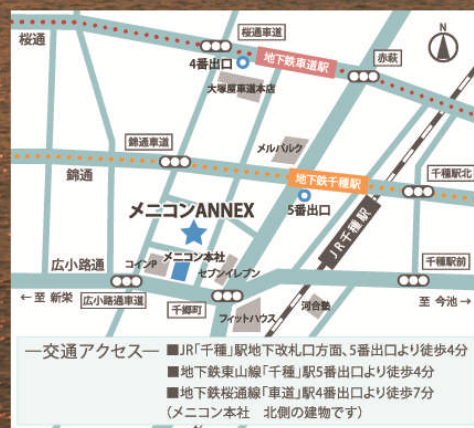 桜通
桜通車道
N
4番出口
地下鉄車道駅
赤萩
大塚屋車道本店
錦通車道
メルパルク
地下鉄千種駅
千種駅北
錦通
5番出口
メニコンANNEX
JR千種駅
メニコン本社
コインP
セブンイレブン
千種駅前
広小路通
←至 新栄
広小路通車道
千郷町
フィットハウス
河合塾
至 今池→
―交通アクセス―
■JR「千種」駅地下改札口方面、5番出口より徒歩4分
■地下鉄東山線「千種」駅5番出口より徒歩4分
■地下鉄桜通線「車道」駅4番出口より徒歩7分
(メニコン本社 北側の建物です)